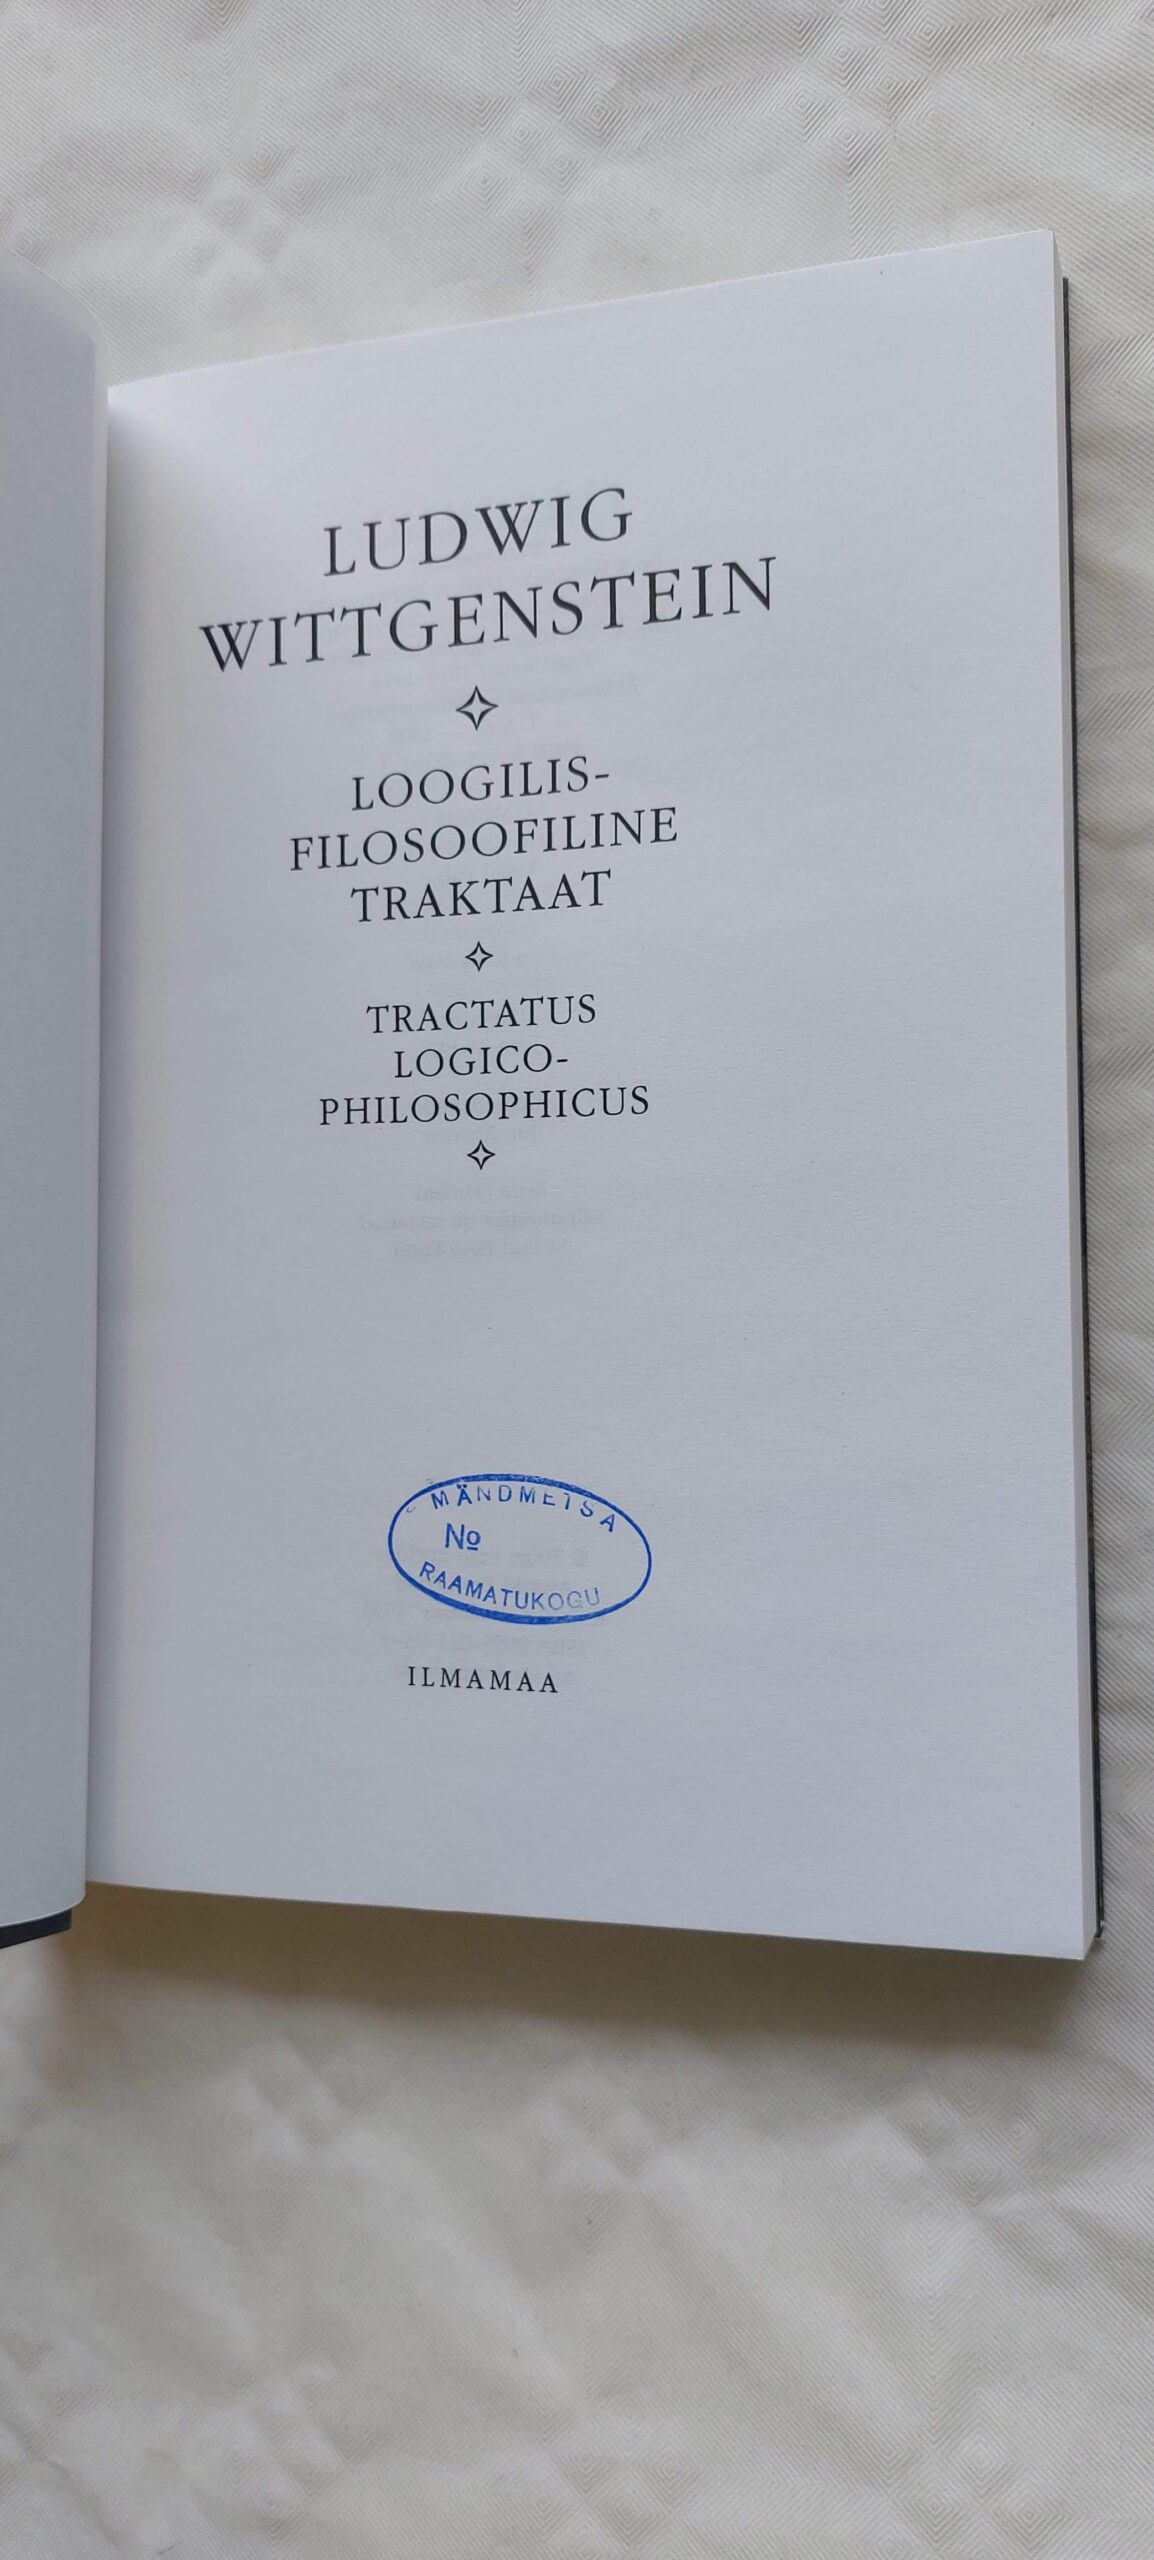 LUDWIG
WITTGENSTEIN
LOOGILIS-
FILOSOOFILINE
TRAKTAAT
TRACTATUS
LOGICO-
PHILOSOPHICUS
MÄNDMETSA
№
RAAMATUKOGU
ILMAMAA